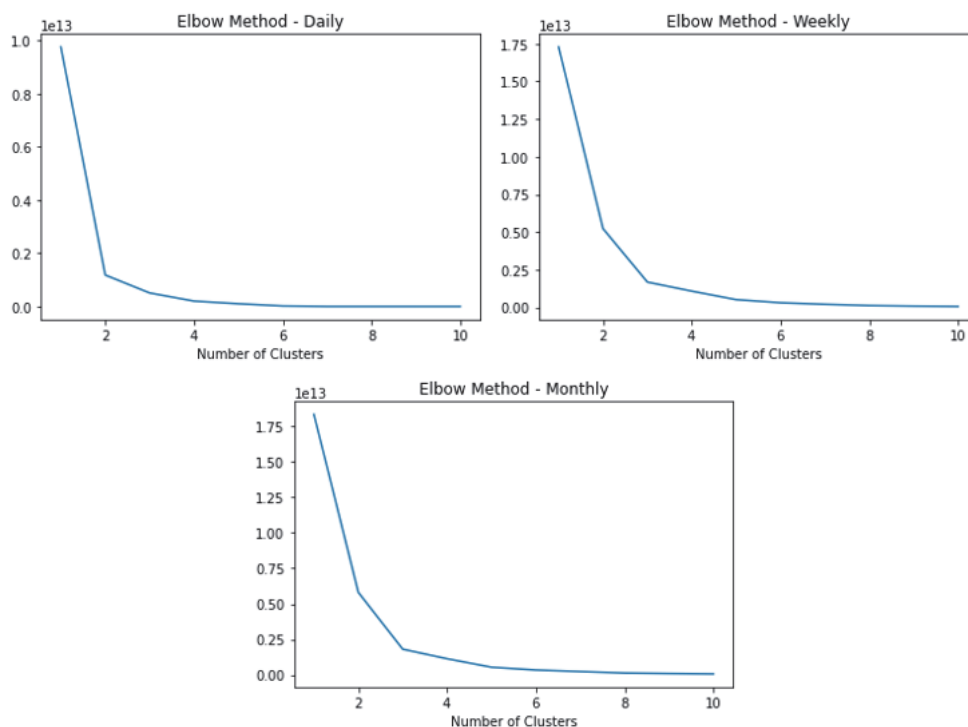 Elbow Method - Daily
1e13
1.0
0.8
0.6
0.4
0.2
0.0
2 4 6 8 10
Number of Clusters
Elbow Method - Weekly
1e13
1.75
1.50
1.25
1.00
0.75
0.50
0.25
0.00
2 4 6 8 10
Number of Clusters
Elbow Method - Monthly
1e13
1.75
1.50
1.25
1.00
0.75
0.50
0.25
0.00
2 4 6 8 10
Number of Clusters